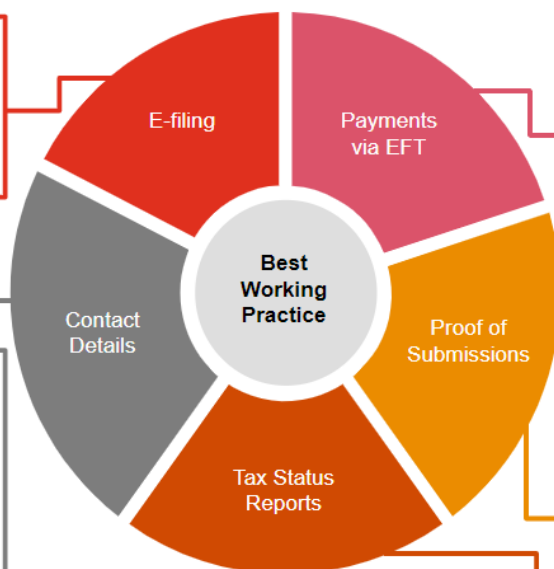 E-filing
Payments
via EFT
Best
Working
Practice
Contact
Details
Proof of
Submissions
Tax Status
Reports